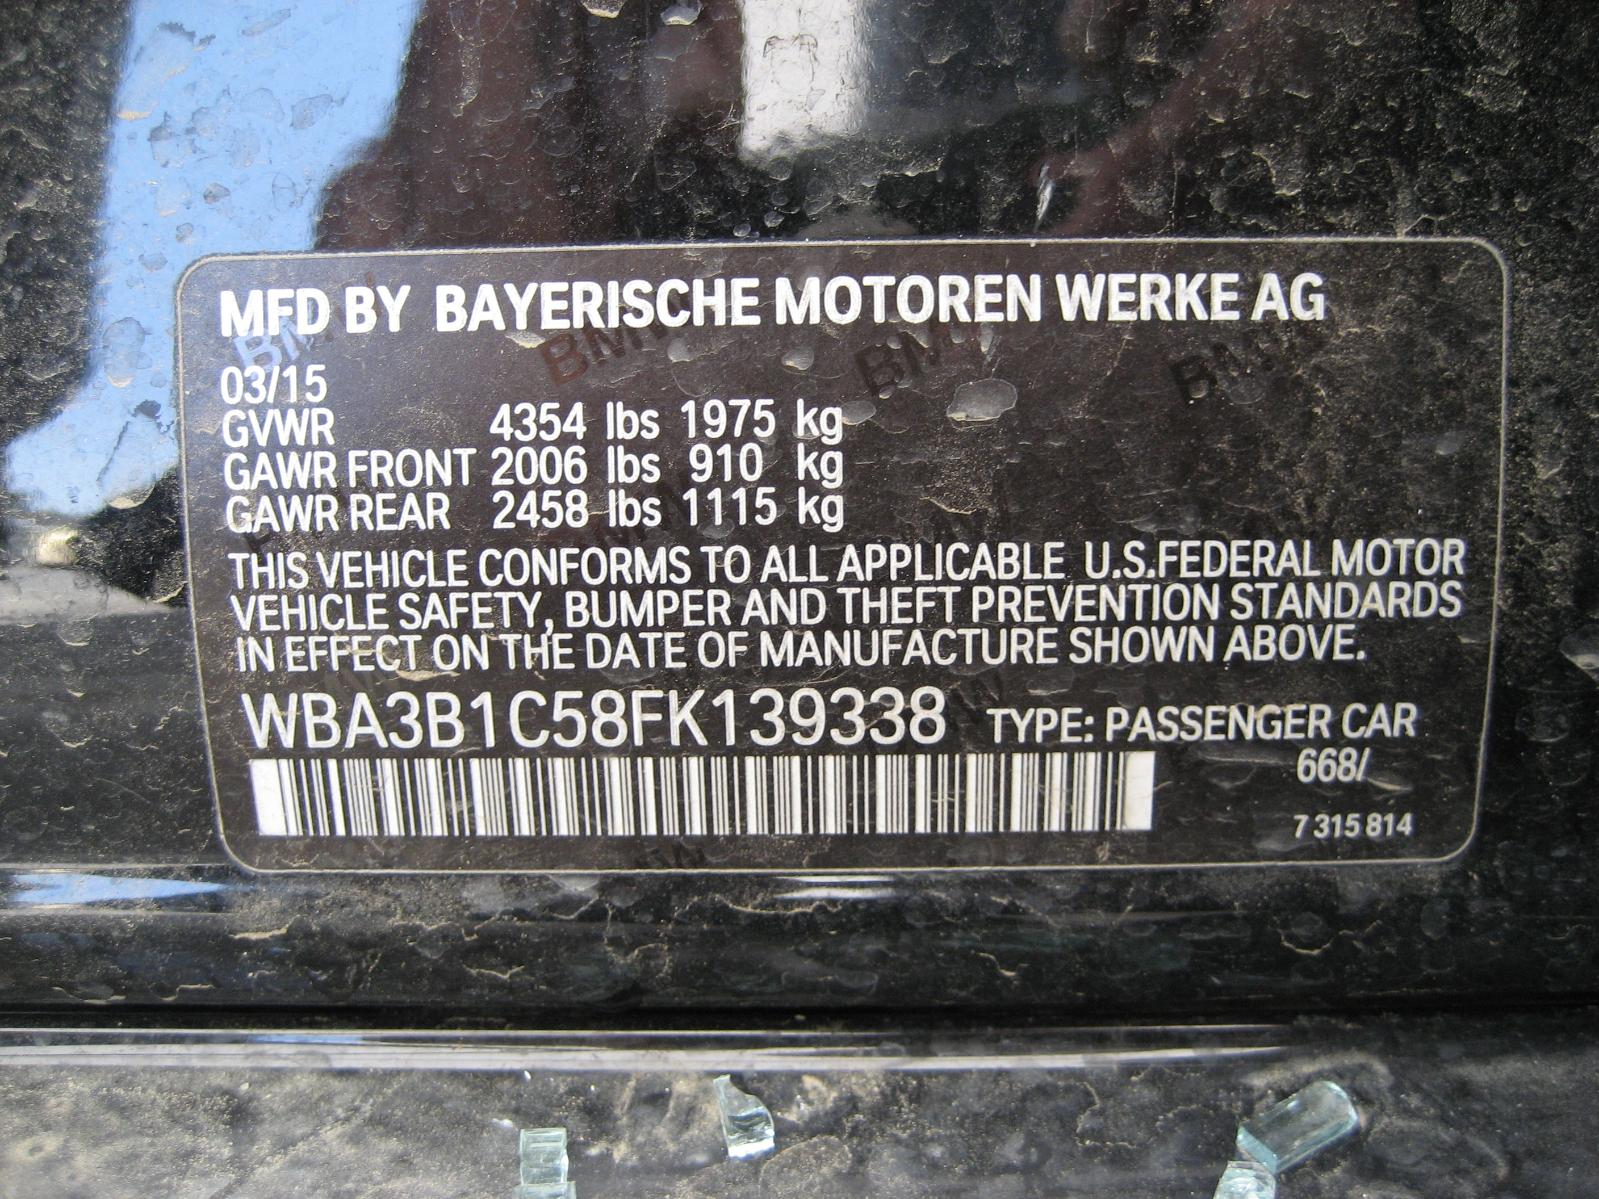 MFD BY BAYERISCHE MOTOREN WERKE AG
03/15
GVWR 4354 lbs 1975 kg
GAWR FRONT 2006 lbs 910 kg
GAWR REAR 2458 lbs 1115 kg
THIS VEHICLE CONFORMS TO ALL APPLICABLE U.S.FEDERAL MOTOR
VEHICLE SAFETY, BUMPER AND THEFT PREVENTION STANDARDS
IN EFFECT ON THE DATE OF MANUFACTURE SHOWN ABOVE.
WBA3B1C58FK139338 TYPE: PASSENGER CAR
668/
7 315 814